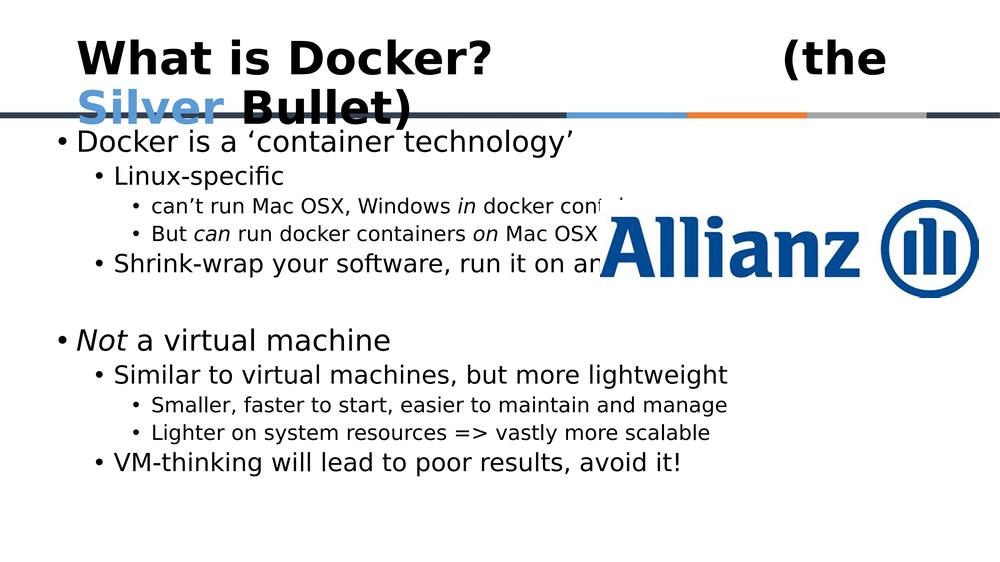 What is Docker? (the
Silver Bullet)
• Docker is a ‘container technology’
• Linux-specific
• can’t run Mac OSX, Windows in docker
• But can run docker containers on Mac OSX
• Shrink-wrap your software, run it on
Allianz
• Not a virtual machine
• Similar to virtual machines, but more lightweight
• Smaller, faster to start, easier to maintain and manage
• Lighter on system resources => vastly more scalable
• VM-thinking will lead to poor results, avoid it!